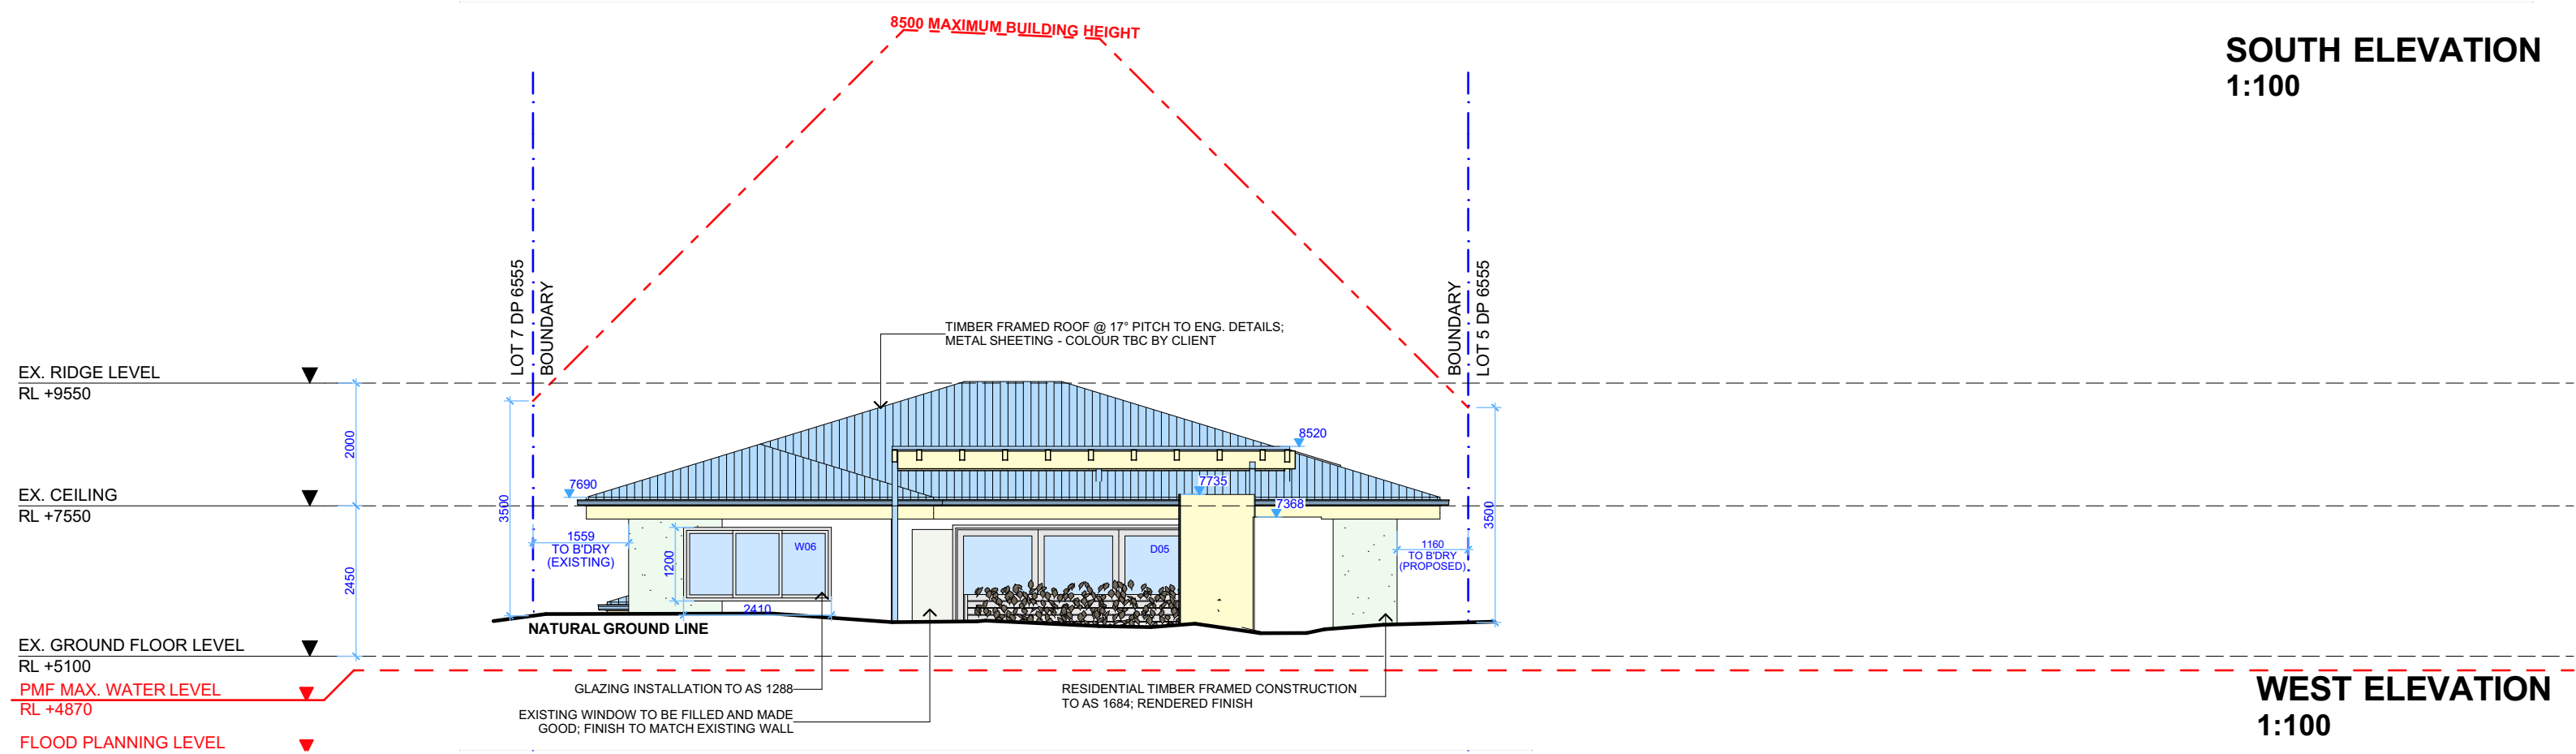 8500 MAXIMUM BUILDING HEIGHT
SOUTH ELEVATION
1:100
LOT 7 DP 6555
BOUNDARY
BOUNDARY
LOT 5 DP 6555
TIMBER FRAMED ROOF @ 17° PITCH TO ENG. DETAILS;
METAL SHEETING - COLOUR TBC BY CLIENT
EX. RIDGE LEVEL
RL +9550
2000
8520
7690
7735
7368
EX. CEILING
RL +7550
3500
3500
1559
TO B'DRY
(EXISTING)
1200
W06
D05
1160
TO B'DRY
(PROPOSED)
2450
2410
NATURAL GROUND LINE
EX. GROUND FLOOR LEVEL
RL +5100
PMF MAX. WATER LEVEL
RL +4870
GLAZING INSTALLATION TO AS 1288
EXISTING WINDOW TO BE FILLED AND MADE
GOOD; FINISH TO MATCH EXISTING WALL
RESIDENTIAL TIMBER FRAMED CONSTRUCTION
TO AS 1684; RENDERED FINISH
WEST ELEVATION
1:100
FLOOD PLANNING LEVEL